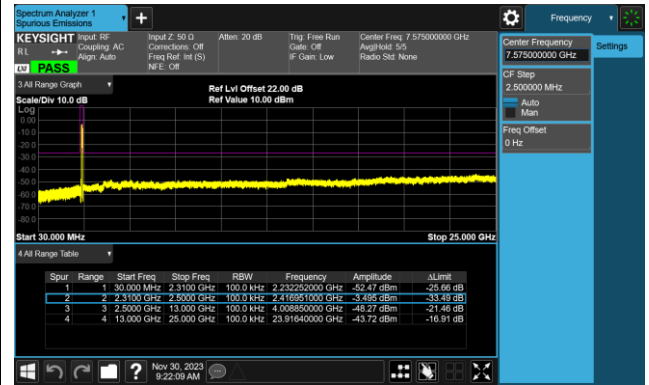 Spectrum Analyzer 1
Spurious Emissions
+
Frequency
KEYSIGHT
RL
PASS
Input: RF
Coupling: AC
Align: Auto
Input Z: 50 Ω
Corrections: Off
Freq Ref: Int (S)
NFE: Off
Atten: 20 dB
Trig: Free Run
Gate: Off
IF Gain: Low
Center Freq: 7.575000000 GHz
Avg|Hold: 5/5
Radio Std: None
Center Frequency
7.575000000 GHz
Settings
CF Step
2.500000 MHz
Auto
Man
Freq Offset
0 Hz
3 All Range Graph
Scale/Div 10.0 dB
Ref Lvl Offset 22.00 dB
Ref Value 10.00 dBm
Log
0.00
-10.0
-20.0
-30.0
-40.0
-50.0
-60.0
-70.0
-80.0
Start 30.000 MHz
Stop 25.000 GHz
4 All Range Table
Spur Range Start Freq Stop Freq RBW Frequency Amplitude ΔLimit
1 1 30.000 MHz 2.3100 GHz 100.0 kHz 2.232252000 GHz -52.47 dBm -25.66 dB
2 2 2.3100 GHz 2.5000 GHz 100.0 kHz 2.416951000 GHz -3.495 dBm -33.49 dB
3 3 2.5000 GHz 13.000 GHz 100.0 kHz 4.008850000 GHz -48.27 dBm -21.46 dB
4 4 13.000 GHz 25.000 GHz 100.0 kHz 23.91640000 GHz -43.72 dBm -16.91 dB
?
Nov 30, 2023
9:22:09 AM